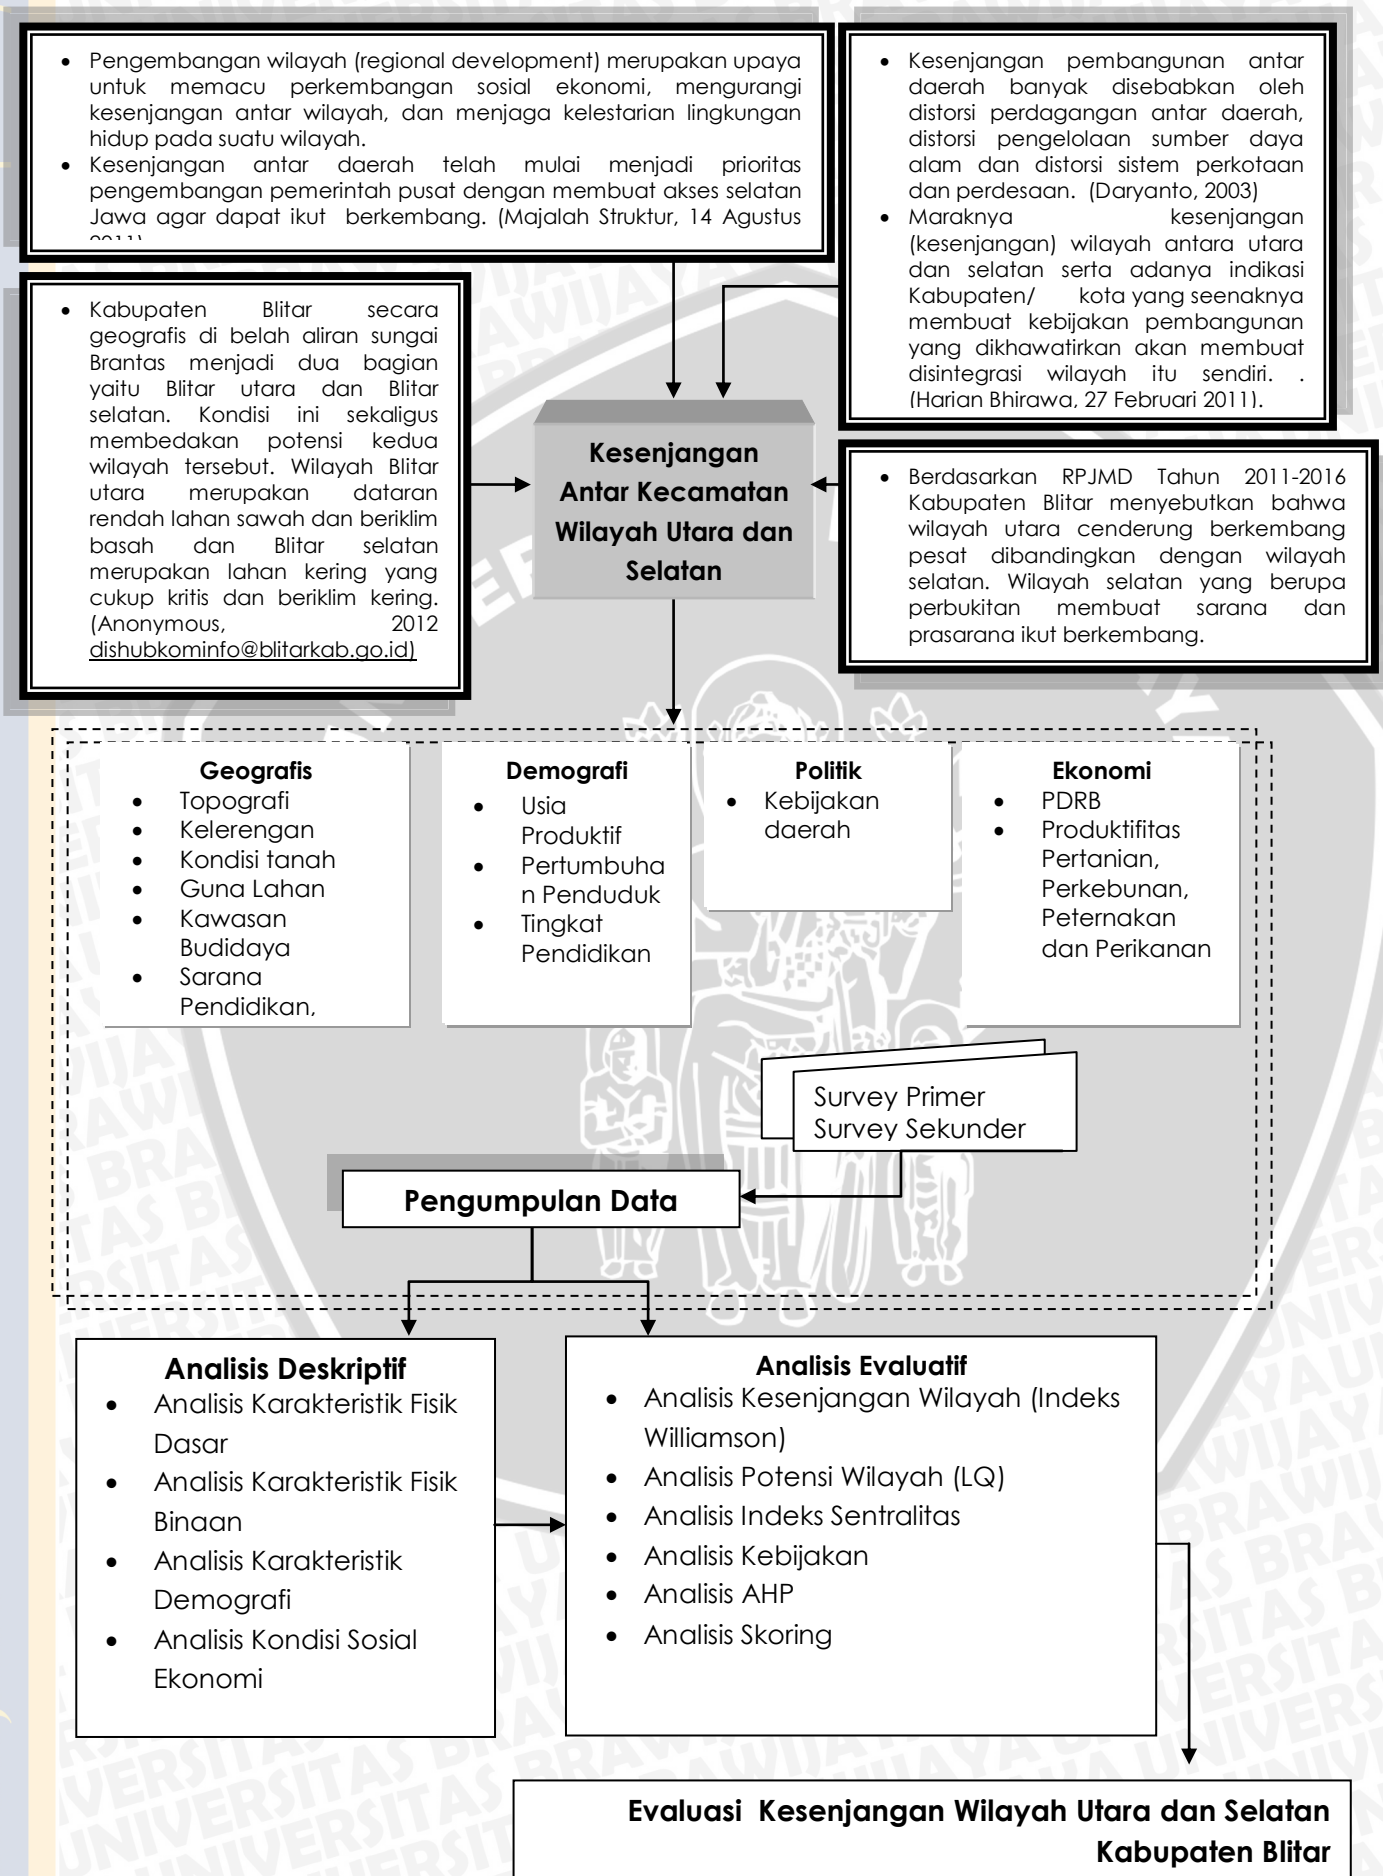 • Pengembangan wilayah (regional development) merupakan upaya
untuk memacu perkembangan sosial ekonomi, mengurangi
kesenjangan antar wilayah, dan menjaga kelestarian lingkungan
hidup pada suatu wilayah.
• Kesenjangan antar daerah telah mulai menjadi prioritas
pengembangan pemerintah pusat dengan membuat akses selatan
Jawa agar dapat ikut berkembang. (Majalah Struktur, 14 Agustus
• Kesenjangan pembangunan antar
daerah banyak disebabkan oleh
distorsi perdagangan antar daerah,
distorsi pengelolaan sumber daya
alam dan distorsi sistem perkotaan
dan perdesaan. (Daryanto, 2003)
• Maraknya kesenjangan
(kesenjangan) wilayah antara utara
dan selatan serta adanya indikasi
Kabupaten/ kota yang seenaknya
membuat kebijakan pembangunan
yang dikhawatirkan akan membuat
disintegrasi wilayah itu sendiri. .
(Harian Bhirawa, 27 Februari 2011).
• Kabupaten Blitar secara
geografis di belah aliran sungai
Brantas menjadi dua bagian
yaitu Blitar utara dan Blitar
selatan. Kondisi ini sekaligus
membedakan potensi kedua
wilayah tersebut. Wilayah Blitar
utara merupakan dataran
rendah lahan sawah dan beriklim
basah dan Blitar selatan
merupakan lahan kering yang
cukup kritis dan beriklim kering.
(Anonymous, 2012
dishubkominfo@blitarkab.go.id)
Kesenjangan
Antar Kecamatan
Wilayah Utara dan
Selatan
• Berdasarkan RPJMD Tahun 2011-2016
Kabupaten Blitar menyebutkan bahwa
wilayah utara cenderung berkembang
pesat dibandingkan dengan wilayah
selatan. Wilayah selatan yang berupa
perbukitan membuat sarana dan
prasarana ikut berkembang.
Geografis
• Topografi
• Kelerengan
• Kondisi tanah
• Guna Lahan
• Kawasan
Budidaya
• Sarana
Pendidikan,
Demografi
• Usia
Produktif
• Pertumbuha
n Penduduk
• Tingkat
Pendidikan
Politik
• Kebijakan
daerah
Ekonomi
• PDRB
• Produktifitas
Pertanian,
Perkebunan,
Peternakan
dan Perikanan
Survey Primer
Survey Sekunder
Pengumpulan Data
Analisis Deskriptif
• Analisis Karakteristik Fisik
Dasar
• Analisis Karakteristik Fisik
Binaan
• Analisis Karakteristik
Demografi
• Analisis Kondisi Sosial
Ekonomi
Analisis Evaluatif
• Analisis Kesenjangan Wilayah (Indeks
Williamson)
• Analisis Potensi Wilayah (LQ)
• Analisis Indeks Sentralitas
• Analisis Kebijakan
• Analisis AHP
• Analisis Skoring
Evaluasi Kesenjangan Wilayah Utara dan Selatan
Kabupaten Blitar